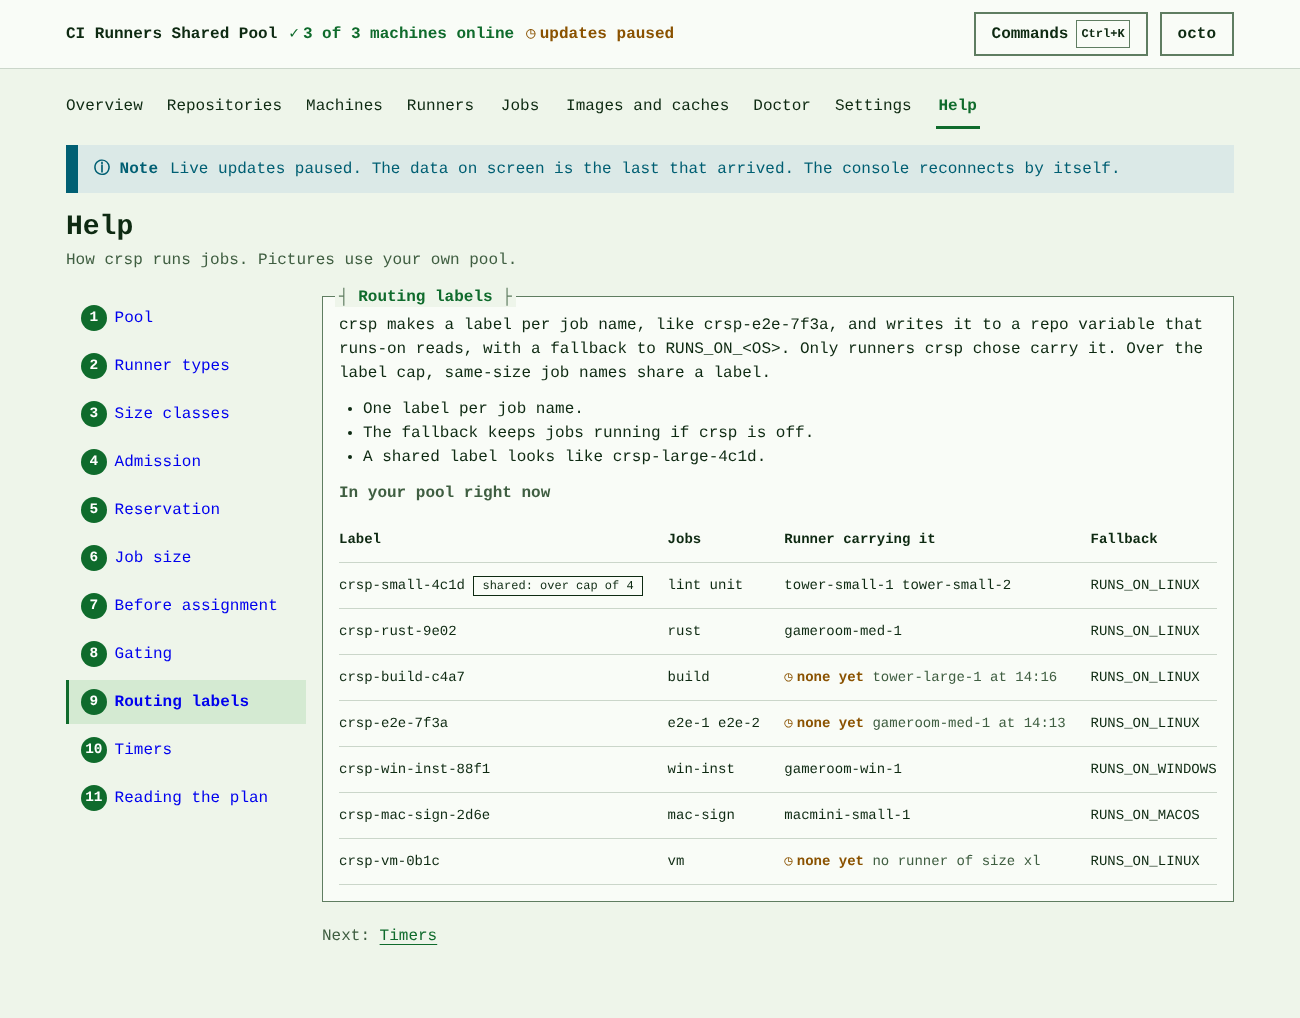 CI Runners Shared Pool ✓ 3 of 3 machines online ◷ updates paused Commands Ctrl+K octo
Overview Repositories Machines Runners Jobs Images and caches Doctor Settings Help
ⓘ Note Live updates paused. The data on screen is the last that arrived. The console reconnects by itself.
Help
How crsp runs jobs. Pictures use your own pool.
1 Pool
2 Runner types
3 Size classes
4 Admission
5 Reservation
6 Job size
7 Before assignment
8 Gating
9 Routing labels
10 Timers
11 Reading the plan
┤ Routing labels ├
crsp makes a label per job name, like crsp-e2e-7f3a, and writes it to a repo variable that
runs-on reads, with a fallback to RUNS_ON_<OS>. Only runners crsp chose carry it. Over the
label cap, same-size job names share a label.
• One label per job name.
• The fallback keeps jobs running if crsp is off.
• A shared label looks like crsp-large-4c1d.
In your pool right now
Label Jobs Runner carrying it Fallback
crsp-small-4c1d shared: over cap of 4 lint unit tower-small-1 tower-small-2 RUNS_ON_LINUX
crsp-rust-9e02 rust gameroom-med-1 RUNS_ON_LINUX
crsp-build-c4a7 build ◷ none yet tower-large-1 at 14:16 RUNS_ON_LINUX
crsp-e2e-7f3a e2e-1 e2e-2 ◷ none yet gameroom-med-1 at 14:13 RUNS_ON_LINUX
crsp-win-inst-88f1 win-inst gameroom-win-1 RUNS_ON_WINDOWS
crsp-mac-sign-2d6e mac-sign macmini-small-1 RUNS_ON_MACOS
crsp-vm-0b1c vm ◷ none yet no runner of size xl RUNS_ON_LINUX
Next: Timers